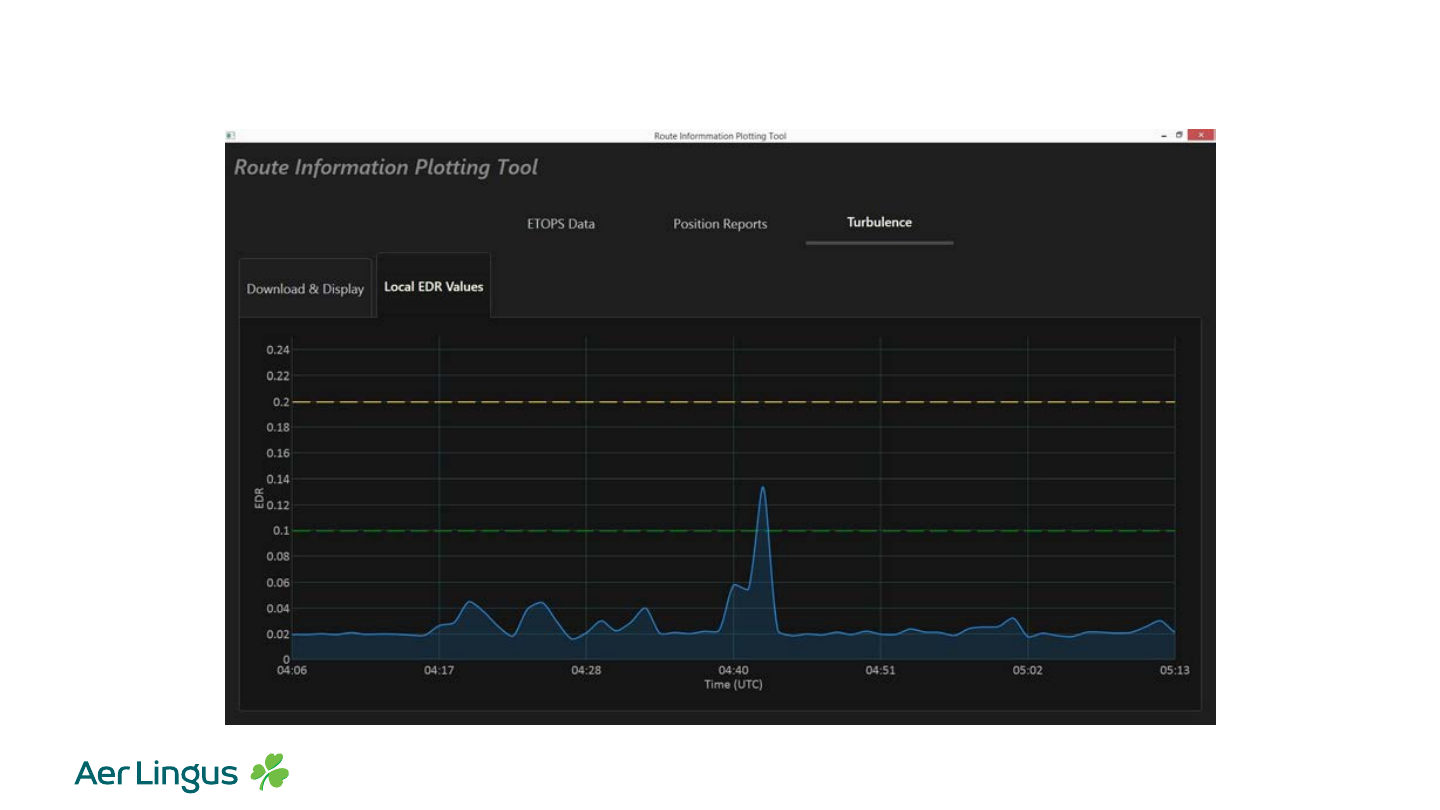 Route Informmation Plotting Tool
Route Information Plotting Tool
ETOPS Data Position Reports Turbulence
Download & Display Local EDR Values
0.24
0.22
0.2
0.18
0.16
0.14
0.12
0.1
0.08
0.06
0.04
0.02
0
EDR
04:06 04:17 04:28 04:40 04:51 05:02 05:13
Time (UTC)
Aer Lingus